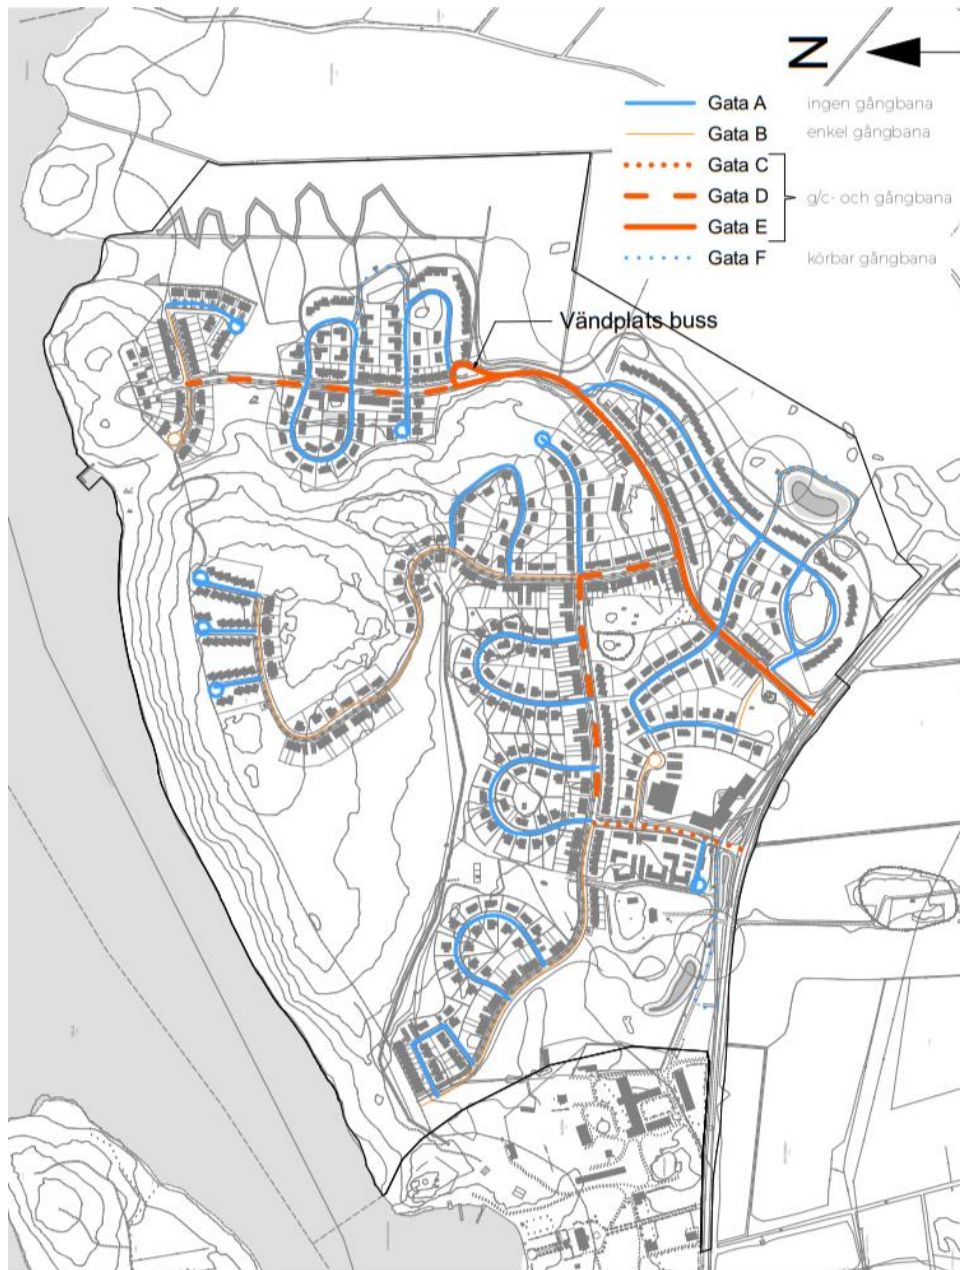 N
Gata A ingen gångbana
Gata B enkel gångbana
Gata C
Gata D g/c- och gångbana
Gata E
Gata F körbar gångbana
Vändplats buss